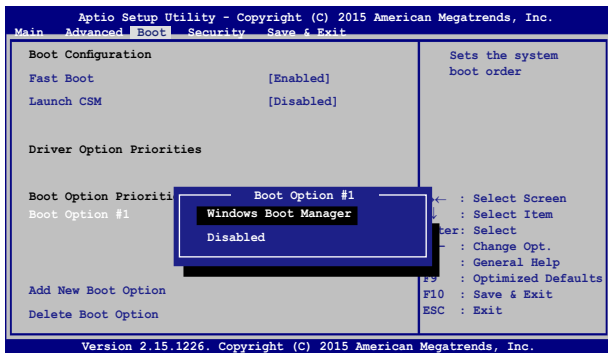 Aptio Setup Utility - Copyright (C) 2015 American Megatrends, Inc.
Main Advanced Boot Security Save & Exit
Boot Configuration
Fast Boot [Enabled]
Launch CSM [Disabled]
Driver Option Priorities
Boot Option Prioriti
Boot Option #1
Add New Boot Option
Delete Boot Option
Boot Option #1
Windows Boot Manager
Disabled
Sets the system
boot order
← : Select Screen
: Select Item
ter: Select
- : Change Opt.
: General Help
F9 : Optimized Defaults
F10 : Save & Exit
ESC : Exit
Version 2.15.1226. Copyright (C) 2015 American Megatrends, Inc.